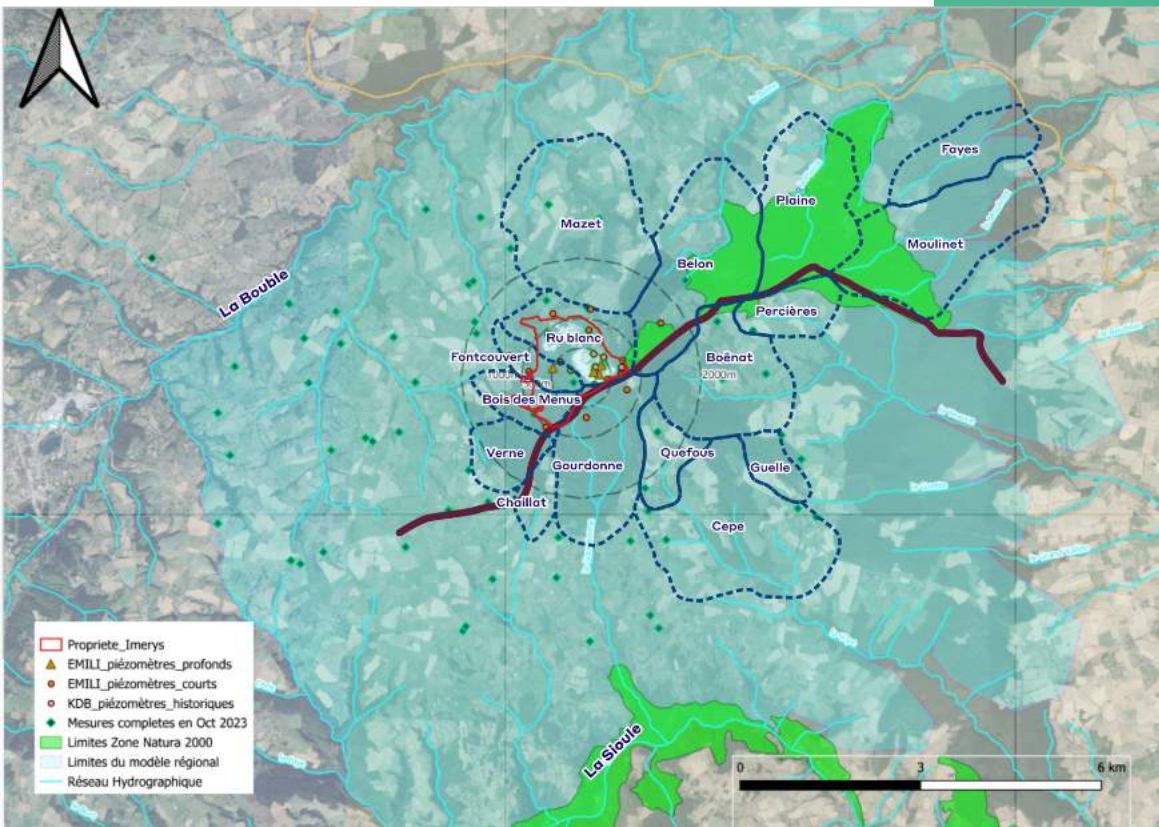 Fayes
Plaine
Mazet
Moulinet
Belon
La Bouble
Percières
Ru blanc
Boënat
Fontcouvert
2000m
Bois des Menus
Verne
Gourdonne
Quefous
Guelle
Chaillat
Cepe
La Sioule
Propriete_Imerys
EMILI_piézomètres_profonds
EMILI_piézomètres_courts
KDB_piézomètres_historiques
Mesures completes en Oct 2023
Limites Zone Natura 2000
Limites du modèle régional
Réseau Hydrographique
0 3 6 km